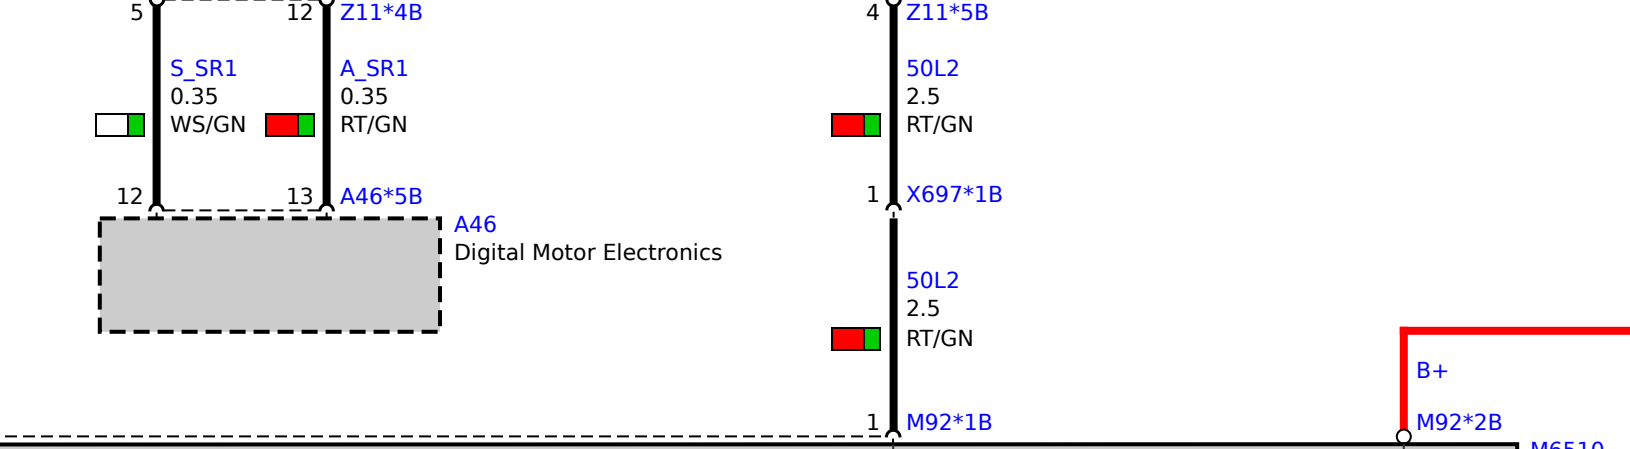 5
12
Z11*4B
4
Z11*5B
S_SR1
0.35
WS/GN
A_SR1
0.35
RT/GN
50L2
2.5
RT/GN
12
13
A46*5B
1
X697*1B
A46
Digital Motor Electronics
50L2
2.5
RT/GN
B+
1
M92*1B
M92*2B
M6510